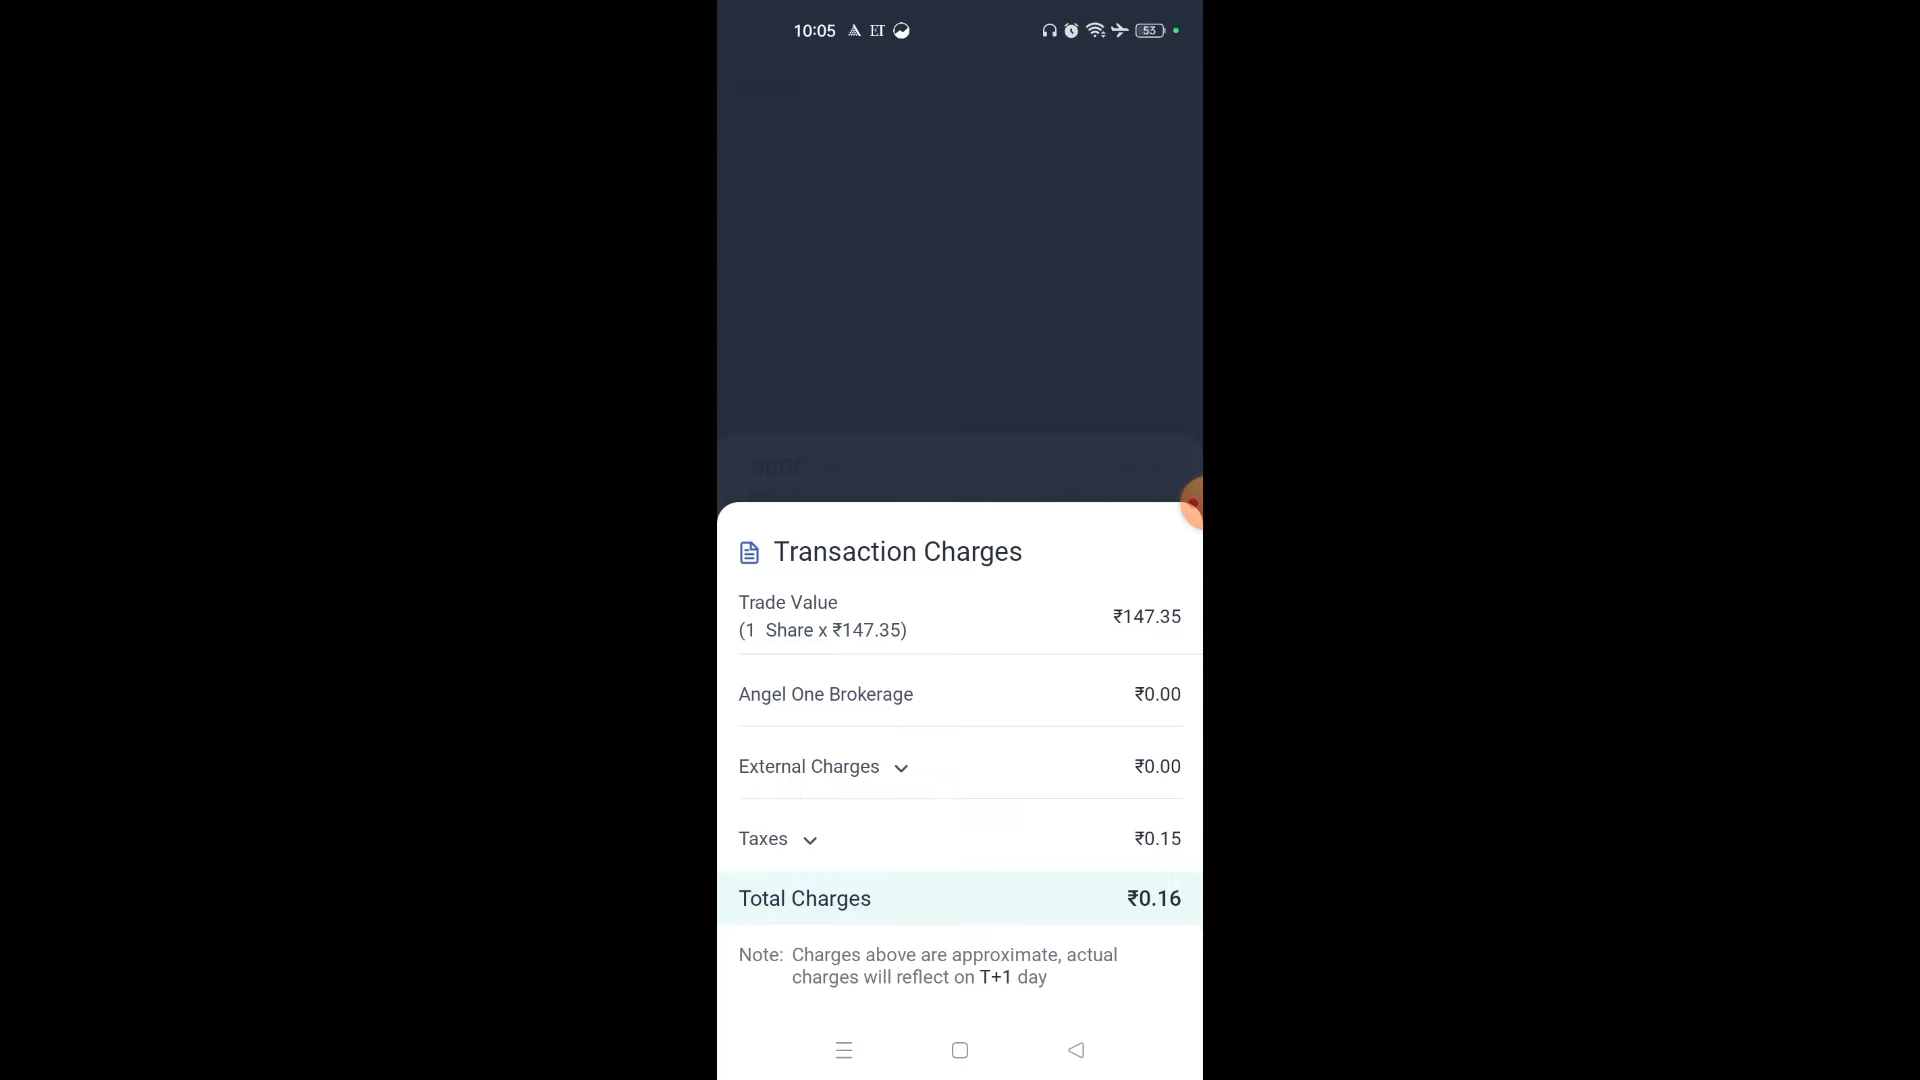 10:05 ET 53
Transaction Charges
Trade Value
(1 Share x ₹147.35) ₹147.35
Angel One Brokerage ₹0.00
External Charges ₹0.00
Taxes ₹0.15
Total Charges ₹0.16
Note: Charges above are approximate, actual
charges will reflect on T+1 day